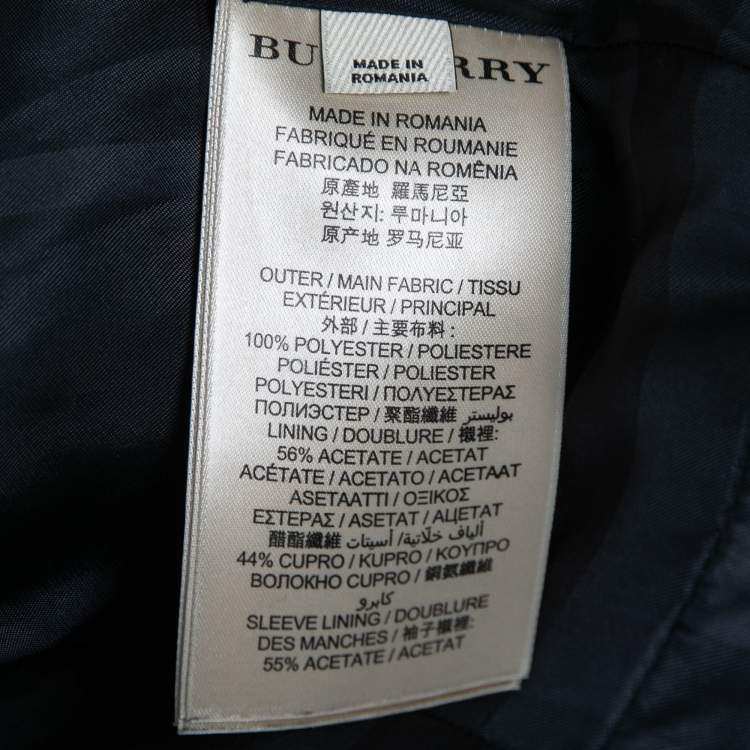 BU RRY
MADE IN
ROMANIA
MADE IN ROMANIA
FABRIQUÉ EN ROUMANIE
FABRICADO NA ROMÊNIA
原產地 羅馬尼亞
원산지: 루마니아
原产地 罗马尼亚
OUTER / MAIN FABRIC / TISSU
EXTÉRIEUR / PRINCIPAL
外部 / 主要布料 :
100% POLYESTER / POLIESTERE
POLIÉSTER / POLIESTER
POLYESTERI / ΠΟΛΥΕΣΤΕΡΑΣ
ПОЛИЭСТЕР / 聚酯纖維 بوليستر
LINING / DOUBLURE / 襯裡:
56% ACETATE / ACETAT
ACÉTATE / ACETATO / ACETAAT
ASETAATTI / ΟΞΙΚΟΣ
ΕΣΤΕΡΑΣ / ASETAT / АЦЕТАТ
醋酯纖維 ألياف خلّاتية/ أسيتات
44% CUPRO / KUPRO / ΚΟΥΠΡΟ
ВОЛОКНО CUPRO / 銅氨纖維
كابرو
SLEEVE LINING / DOUBLURE
DES MANCHES / 袖子襯裡:
55% ACETATE / ACETAT